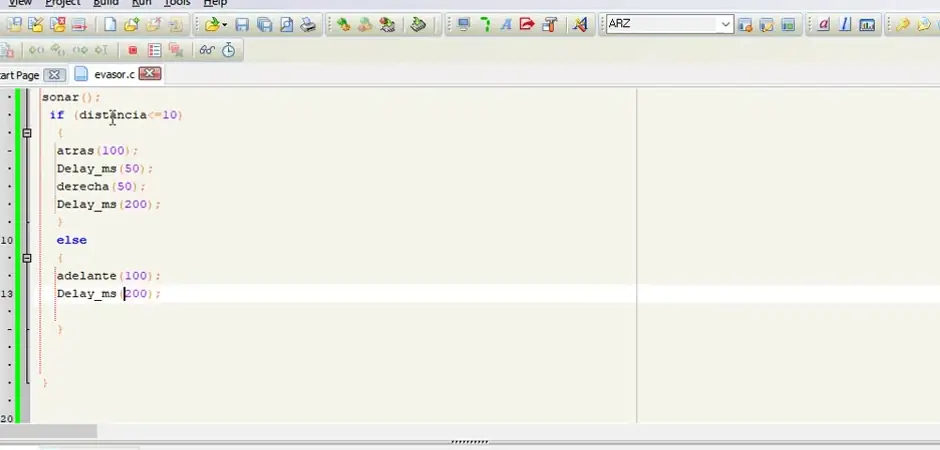 View Project Build Run Tools Help
ARZ
art Page evasor.c
sonar();
if (distancia<=10)
{
atras(100);
Delay_ms(50);
derecha(50);
Delay_ms(200);
}
10 else
{
adelante(100);
13 Delay_ms(200);
}
}
20